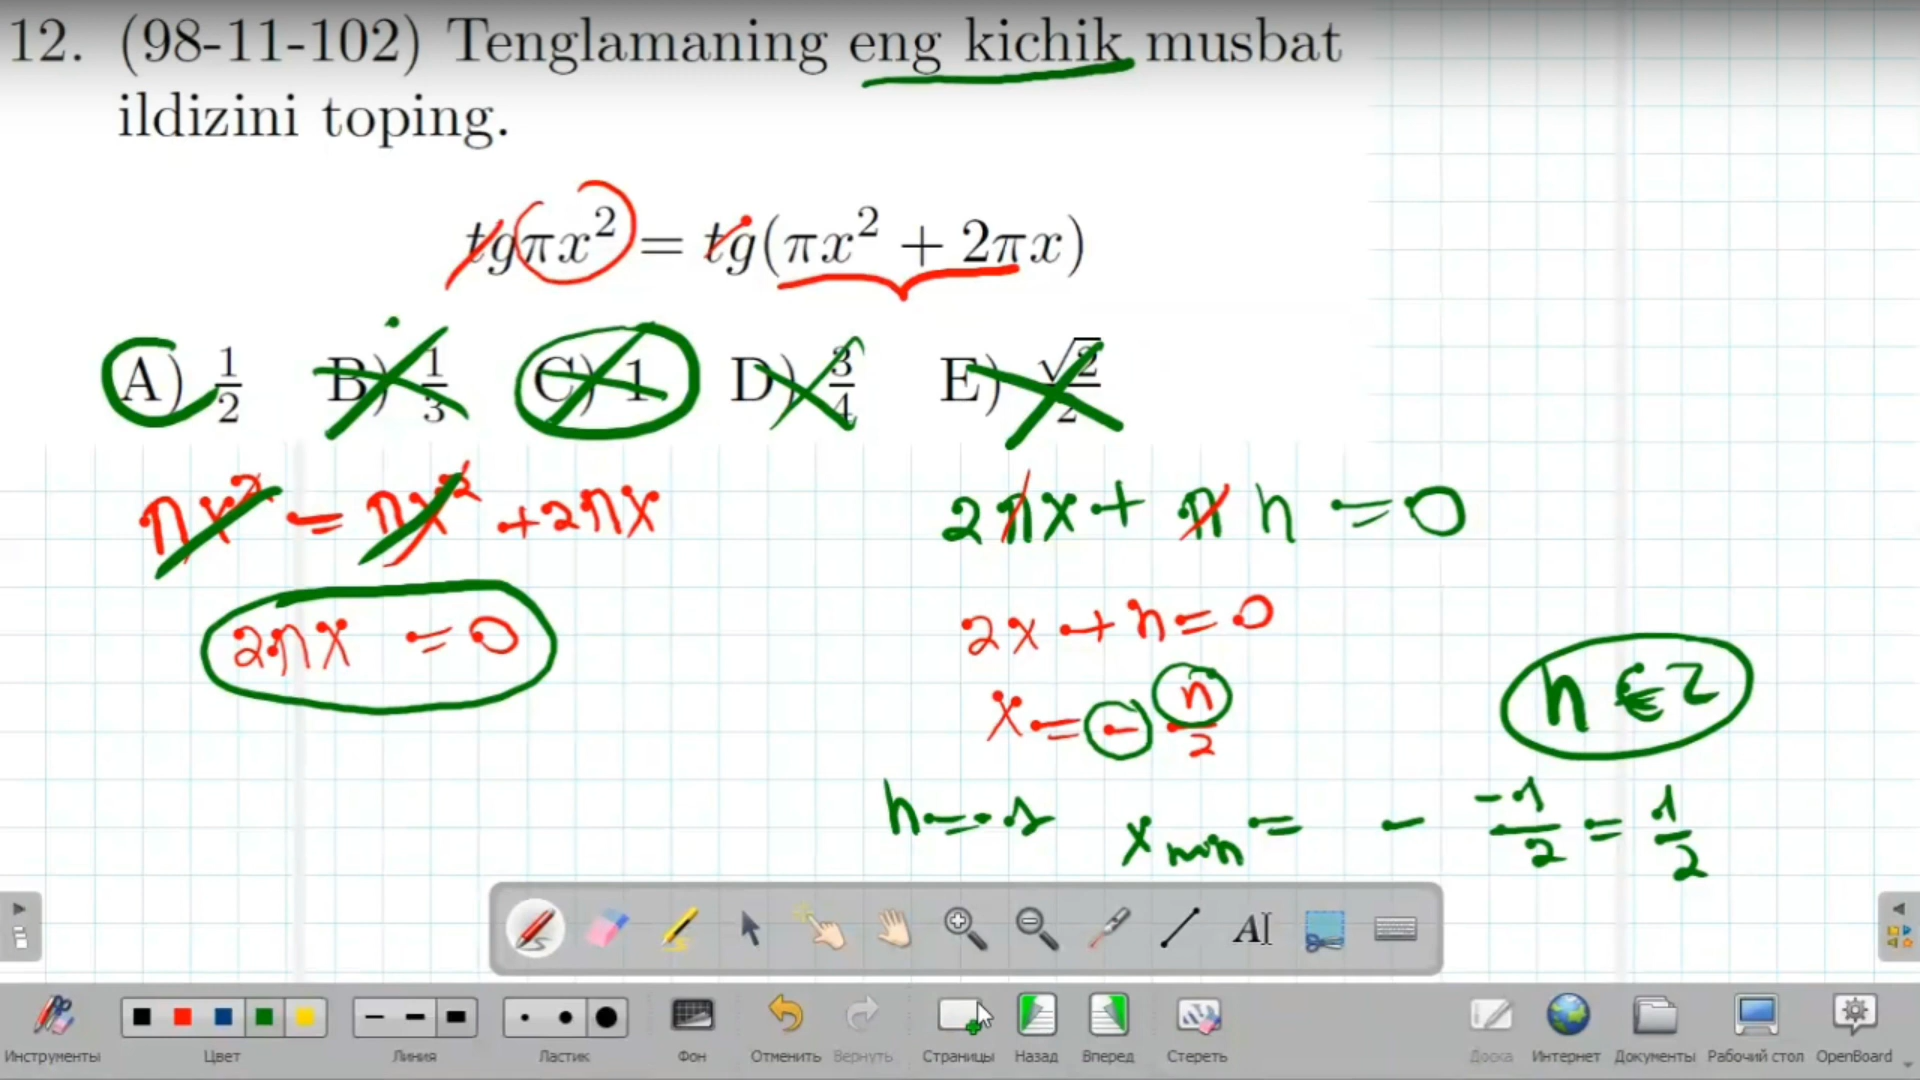 12. (98-11-102) Tenglamaning eng kichik musbat
ildizini toping.
tgπx² = tg(πx² + 2πx)
A) 1/2 B) 1/3 C) 1 D) 3/4 E) √2/2
πx² = πx² + 2πx
2πx = 0
2πx + πn = 0
2x + n = 0
x = - n/2
n ∈ Z
n = -1 x min = - -1/2 = 1/2
Инструменты Цвет Линия Ластик Фон Отменить Вернуть Страницы Назад Вперед Стереть Доска Интернет Документы Рабочий стол OpenBoard